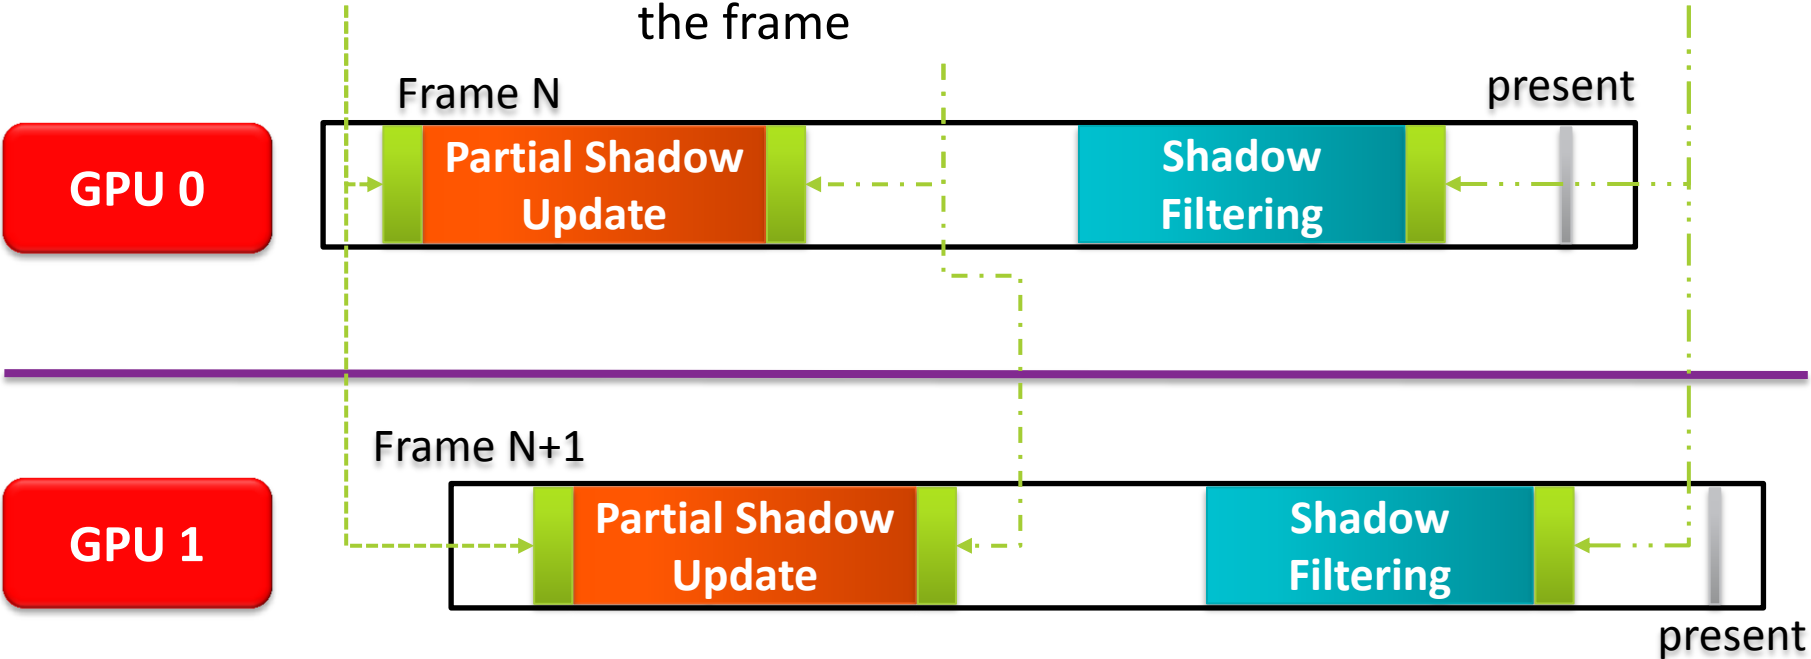 the frame
Frame N
present
GPU 0
Partial Shadow
Update
Shadow
Filtering
Frame N+1
GPU 1
Partial Shadow
Update
Shadow
Filtering
present